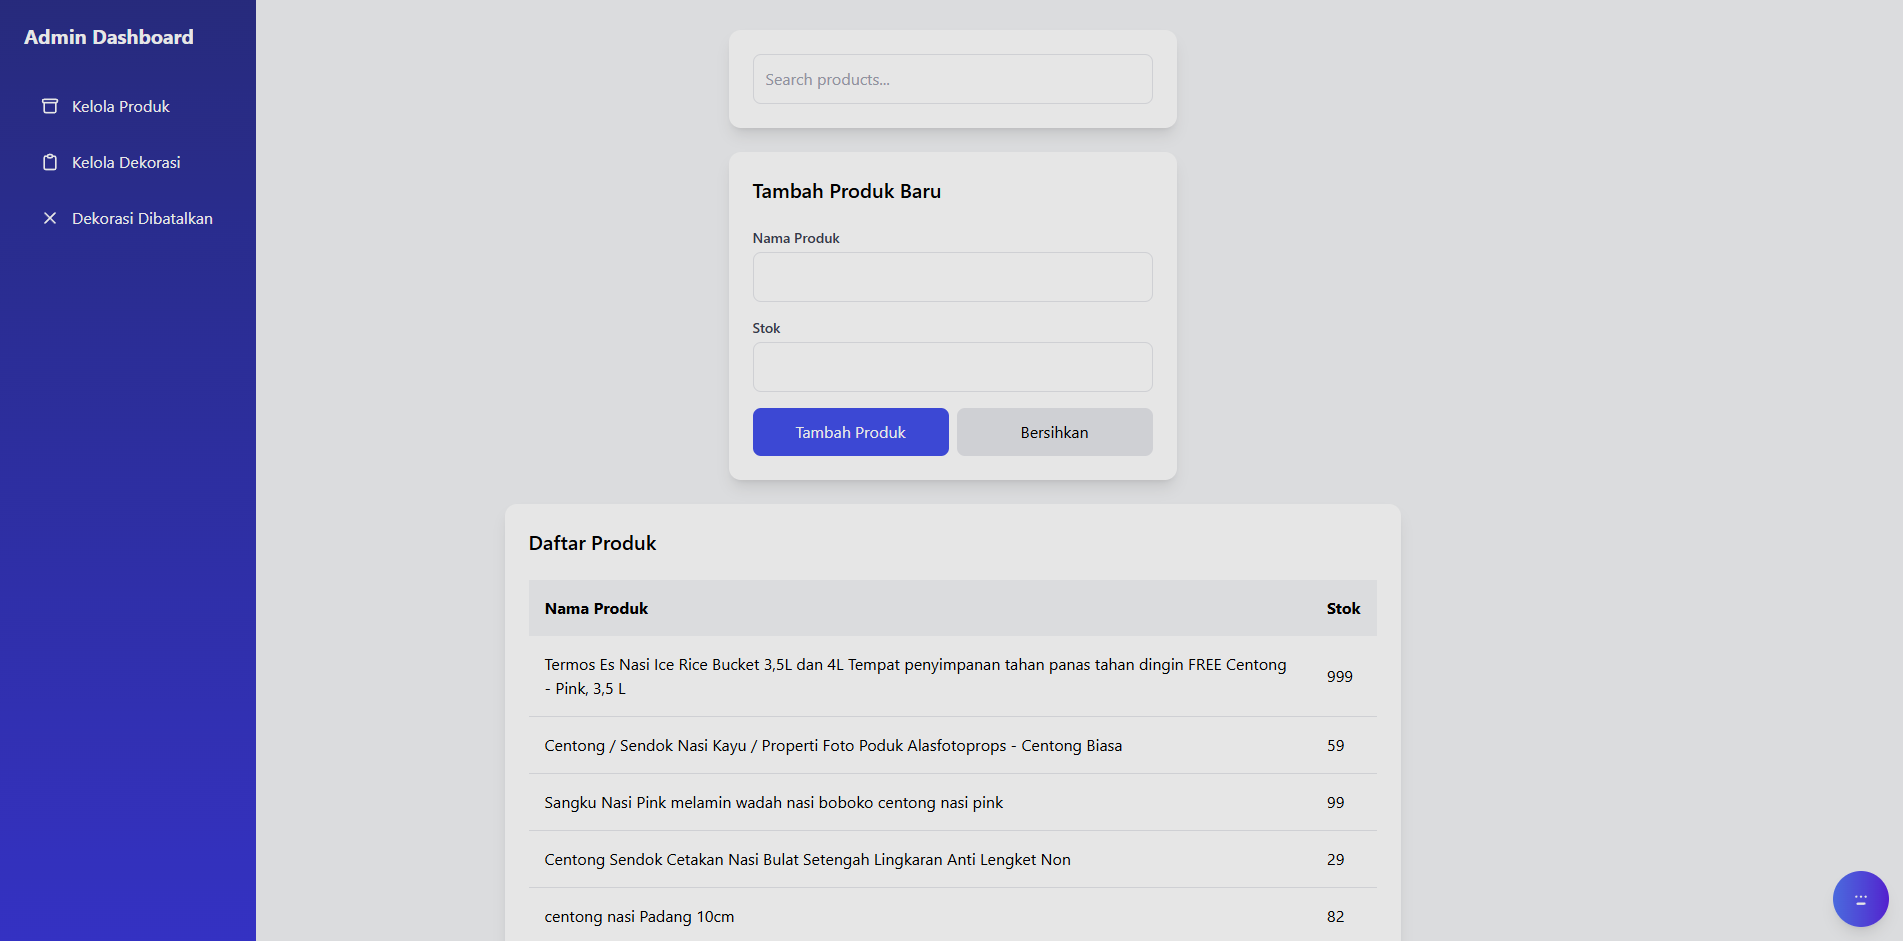 Admin Dashboard
Kelola Produk
Kelola Dekorasi
Dekorasi Dibatalkan
Search products...
Tambah Produk Baru
Nama Produk
Stok
Tambah Produk
Bersihkan
Daftar Produk
Nama Produk
Stok
Termos Es Nasi Ice Rice Bucket 3,5L dan 4L Tempat penyimpanan tahan panas tahan dingin FREE Centong
- Pink, 3,5 L
999
Centong / Sendok Nasi Kayu / Properti Foto Poduk Alasfotoprops - Centong Biasa
59
Sangku Nasi Pink melamin wadah nasi boboko centong nasi pink
99
Centong Sendok Cetakan Nasi Bulat Setengah Lingkaran Anti Lengket Non
29
centong nasi Padang 10cm
82